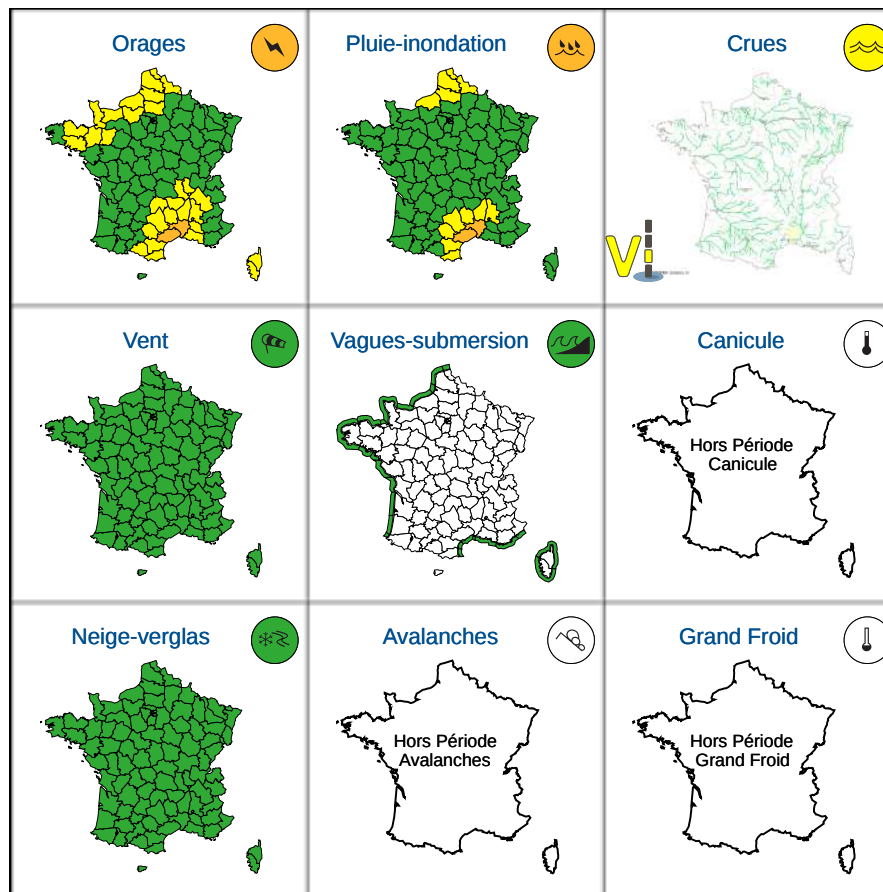 Orages
Pluie-inondation
Crues
Vi
Vent
Vagues-submersion
Canicule
Hors Période
Canicule
Neige-verglas
Avalanches
Grand Froid
Hors Période
Avalanches
Hors Période
Grand Froid